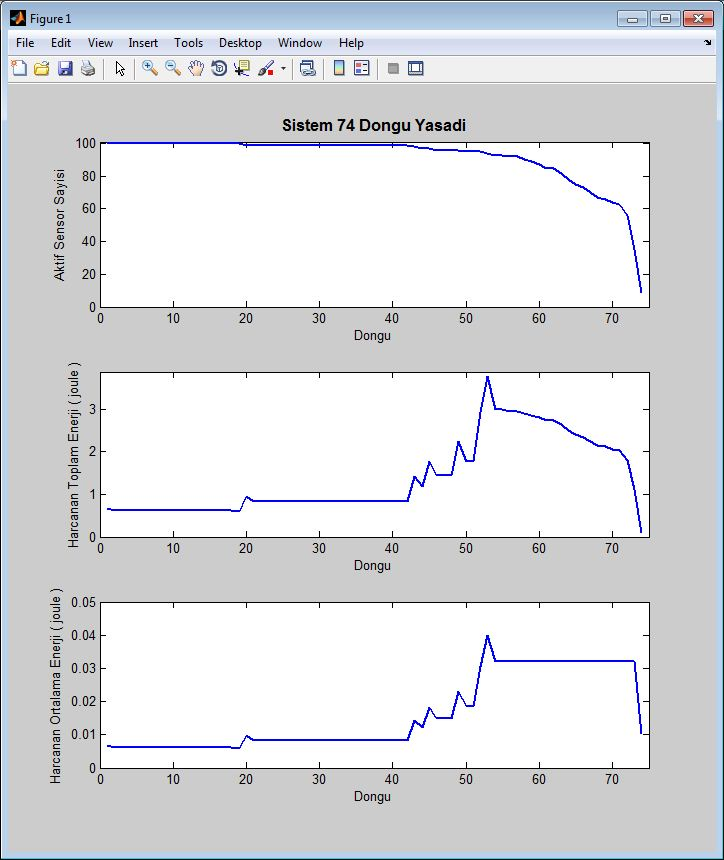 Figure 1
File Edit View Insert Tools Desktop Window Help
Sistem 74 Dongu Yasadi
Aktif Sensor Sayisi
100
80
60
40
20
0
0 10 20 30 40 50 60 70
Dongu
Harcanan Toplam Enerji ( joule )
3
2
1
0
0 10 20 30 40 50 60 70
Dongu
Harcanan Ortalama Enerji ( joule )
0.05
0.04
0.03
0.02
0.01
0
0 10 20 30 40 50 60 70
Dongu